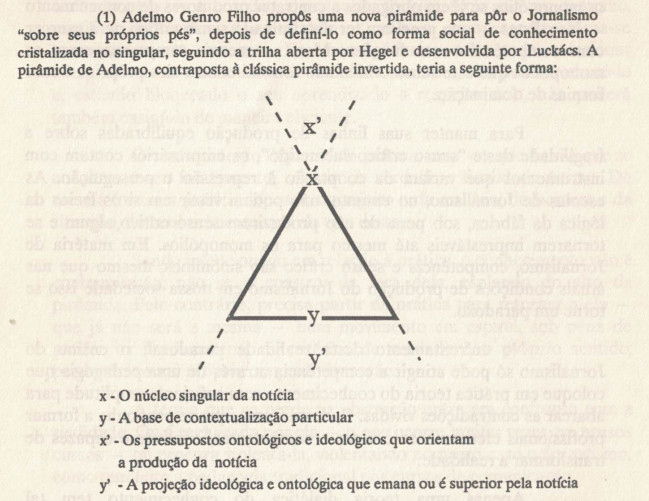 (1) Adelmo Genro Filho propôs uma nova pirâmide para pôr o Jornalismo
"sobre seus próprios pés", depois de definí-lo como forma social de conhecimento
cristalizada no singular, seguindo a trilha aberta por Hegel e desenvolvida por Luckács. A
pirâmide de Adelmo, contraposta à clássica pirâmide invertida, teria a seguinte forma:
x'
x
y
y'
x - O núcleo singular da notícia
y - A base de contextualização particular
x' - Os pressupostos ontológicos e ideológicos que orientam
a produção da notícia
y' - A projeção ideológica e ontológica que emana ou é superior pela notícia